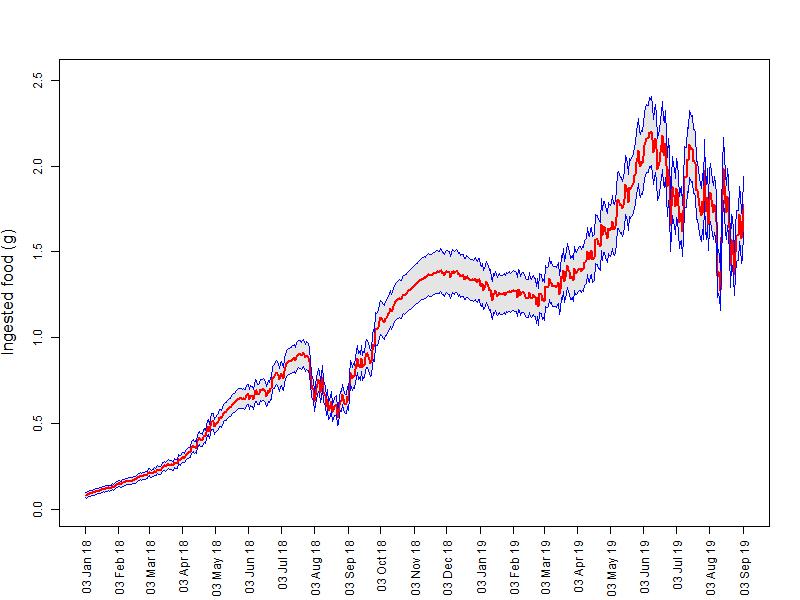 Ingested food (g)
2.5
2.0
1.5
1.0
0.5
0.0
03 Jan 18
03 Feb 18
03 Mar 18
03 Apr 18
03 May 18
03 Jun 18
03 Jul 18
03 Aug 18
03 Sep 18
03 Oct 18
03 Nov 18
03 Dec 18
03 Jan 19
03 Feb 19
03 Mar 19
03 Apr 19
03 May 19
03 Jun 19
03 Jul 19
03 Aug 19
03 Sep 19